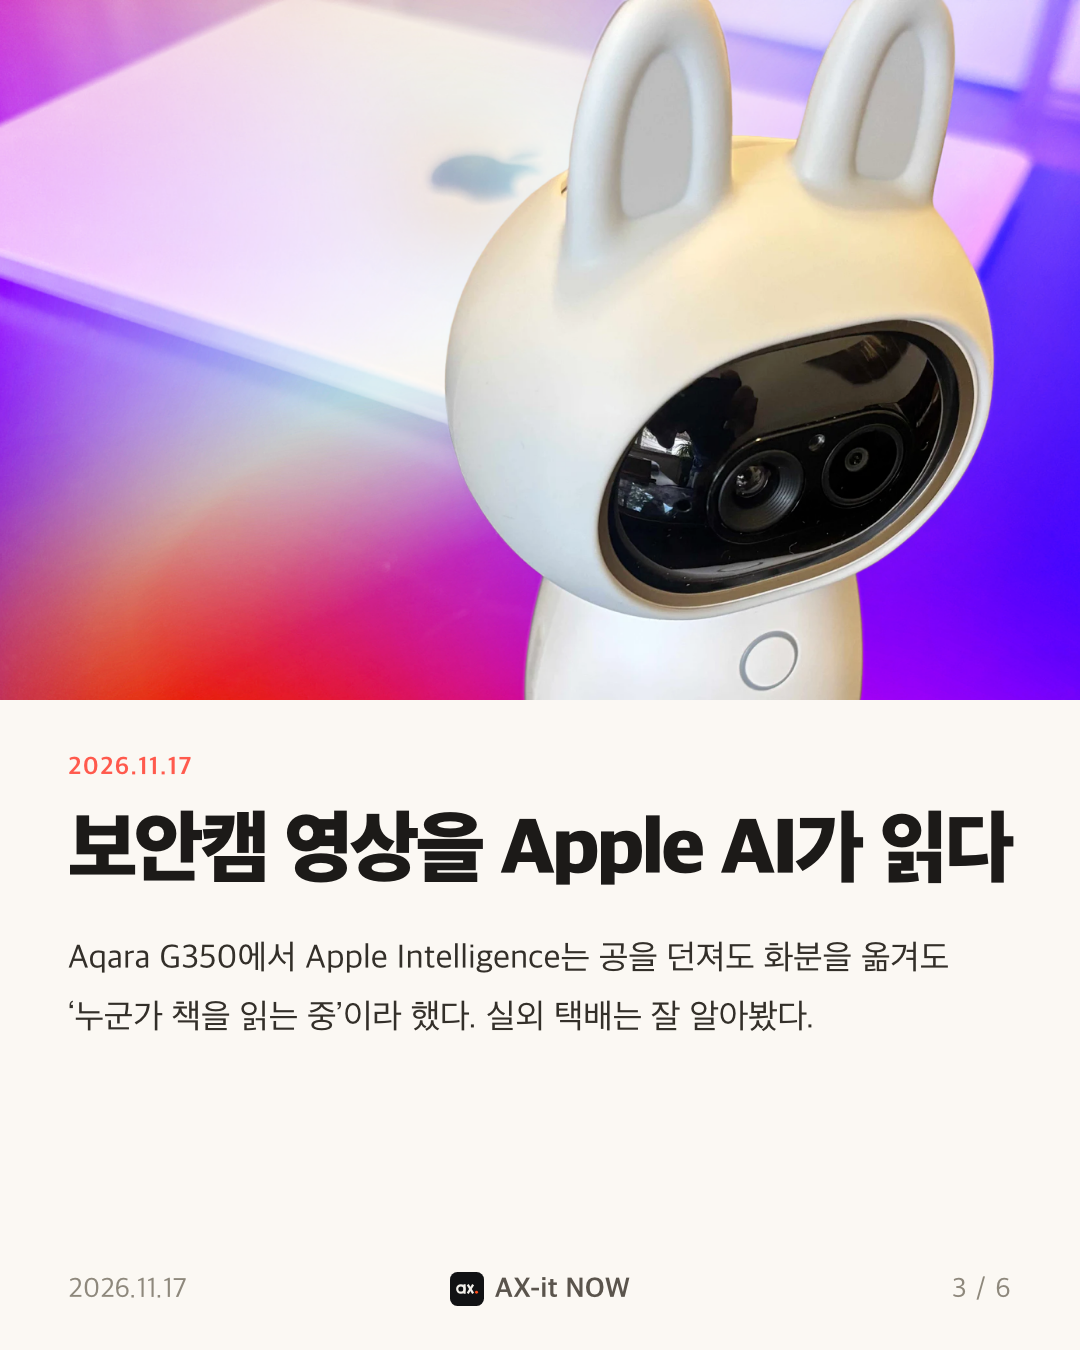 2026.11.17
보안캠 영상을 Apple AI가 읽다
Aqara G350에서 Apple Intelligence는 공을 던져도 화분을 옮겨도
‘누군가 책을 읽는 중’이라 했다. 실외 택배는 잘 알아봤다.
2026.11.17
ax. AX-it NOW
3 / 6